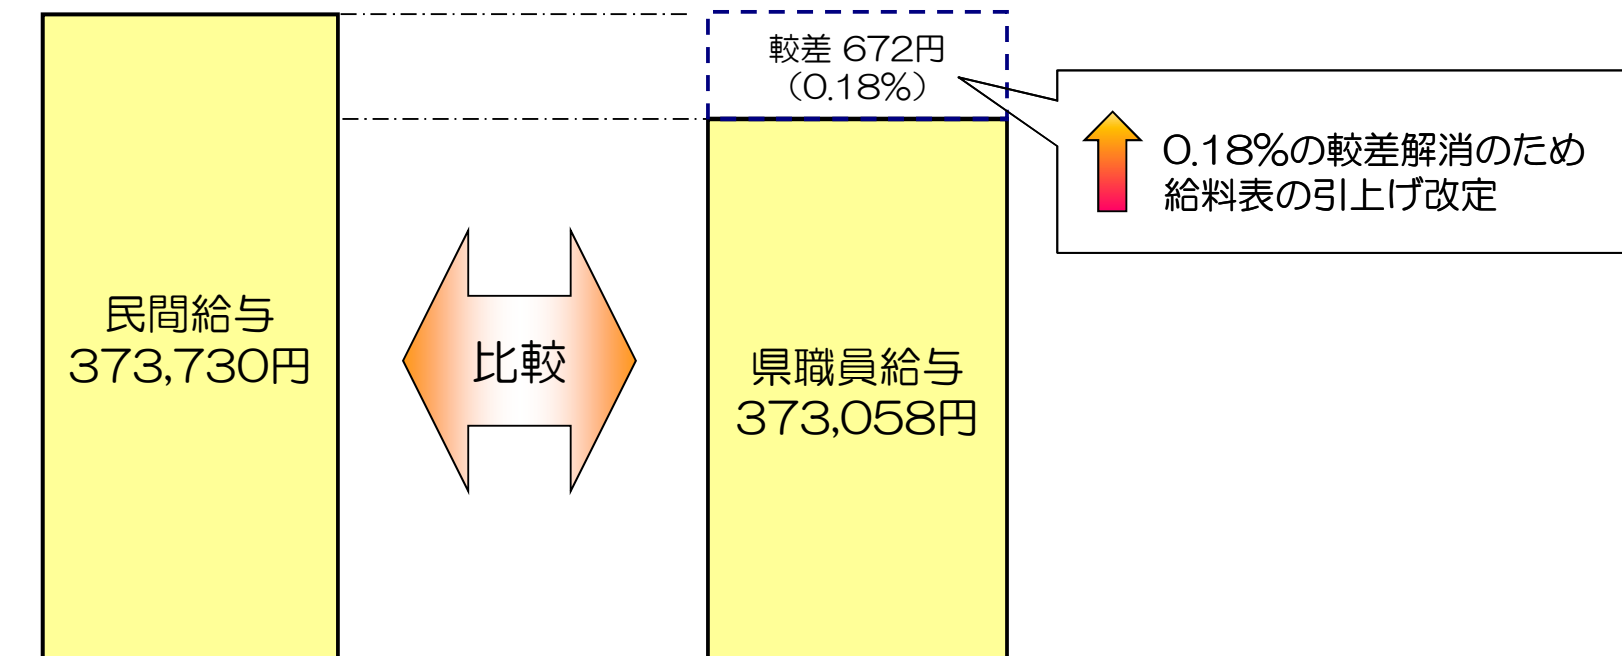 民間給与
373,730円
比較
較差 672円
（0.18%）
県職員給与
373,058円
0.18%の較差解消のため
給料表の引上げ改定